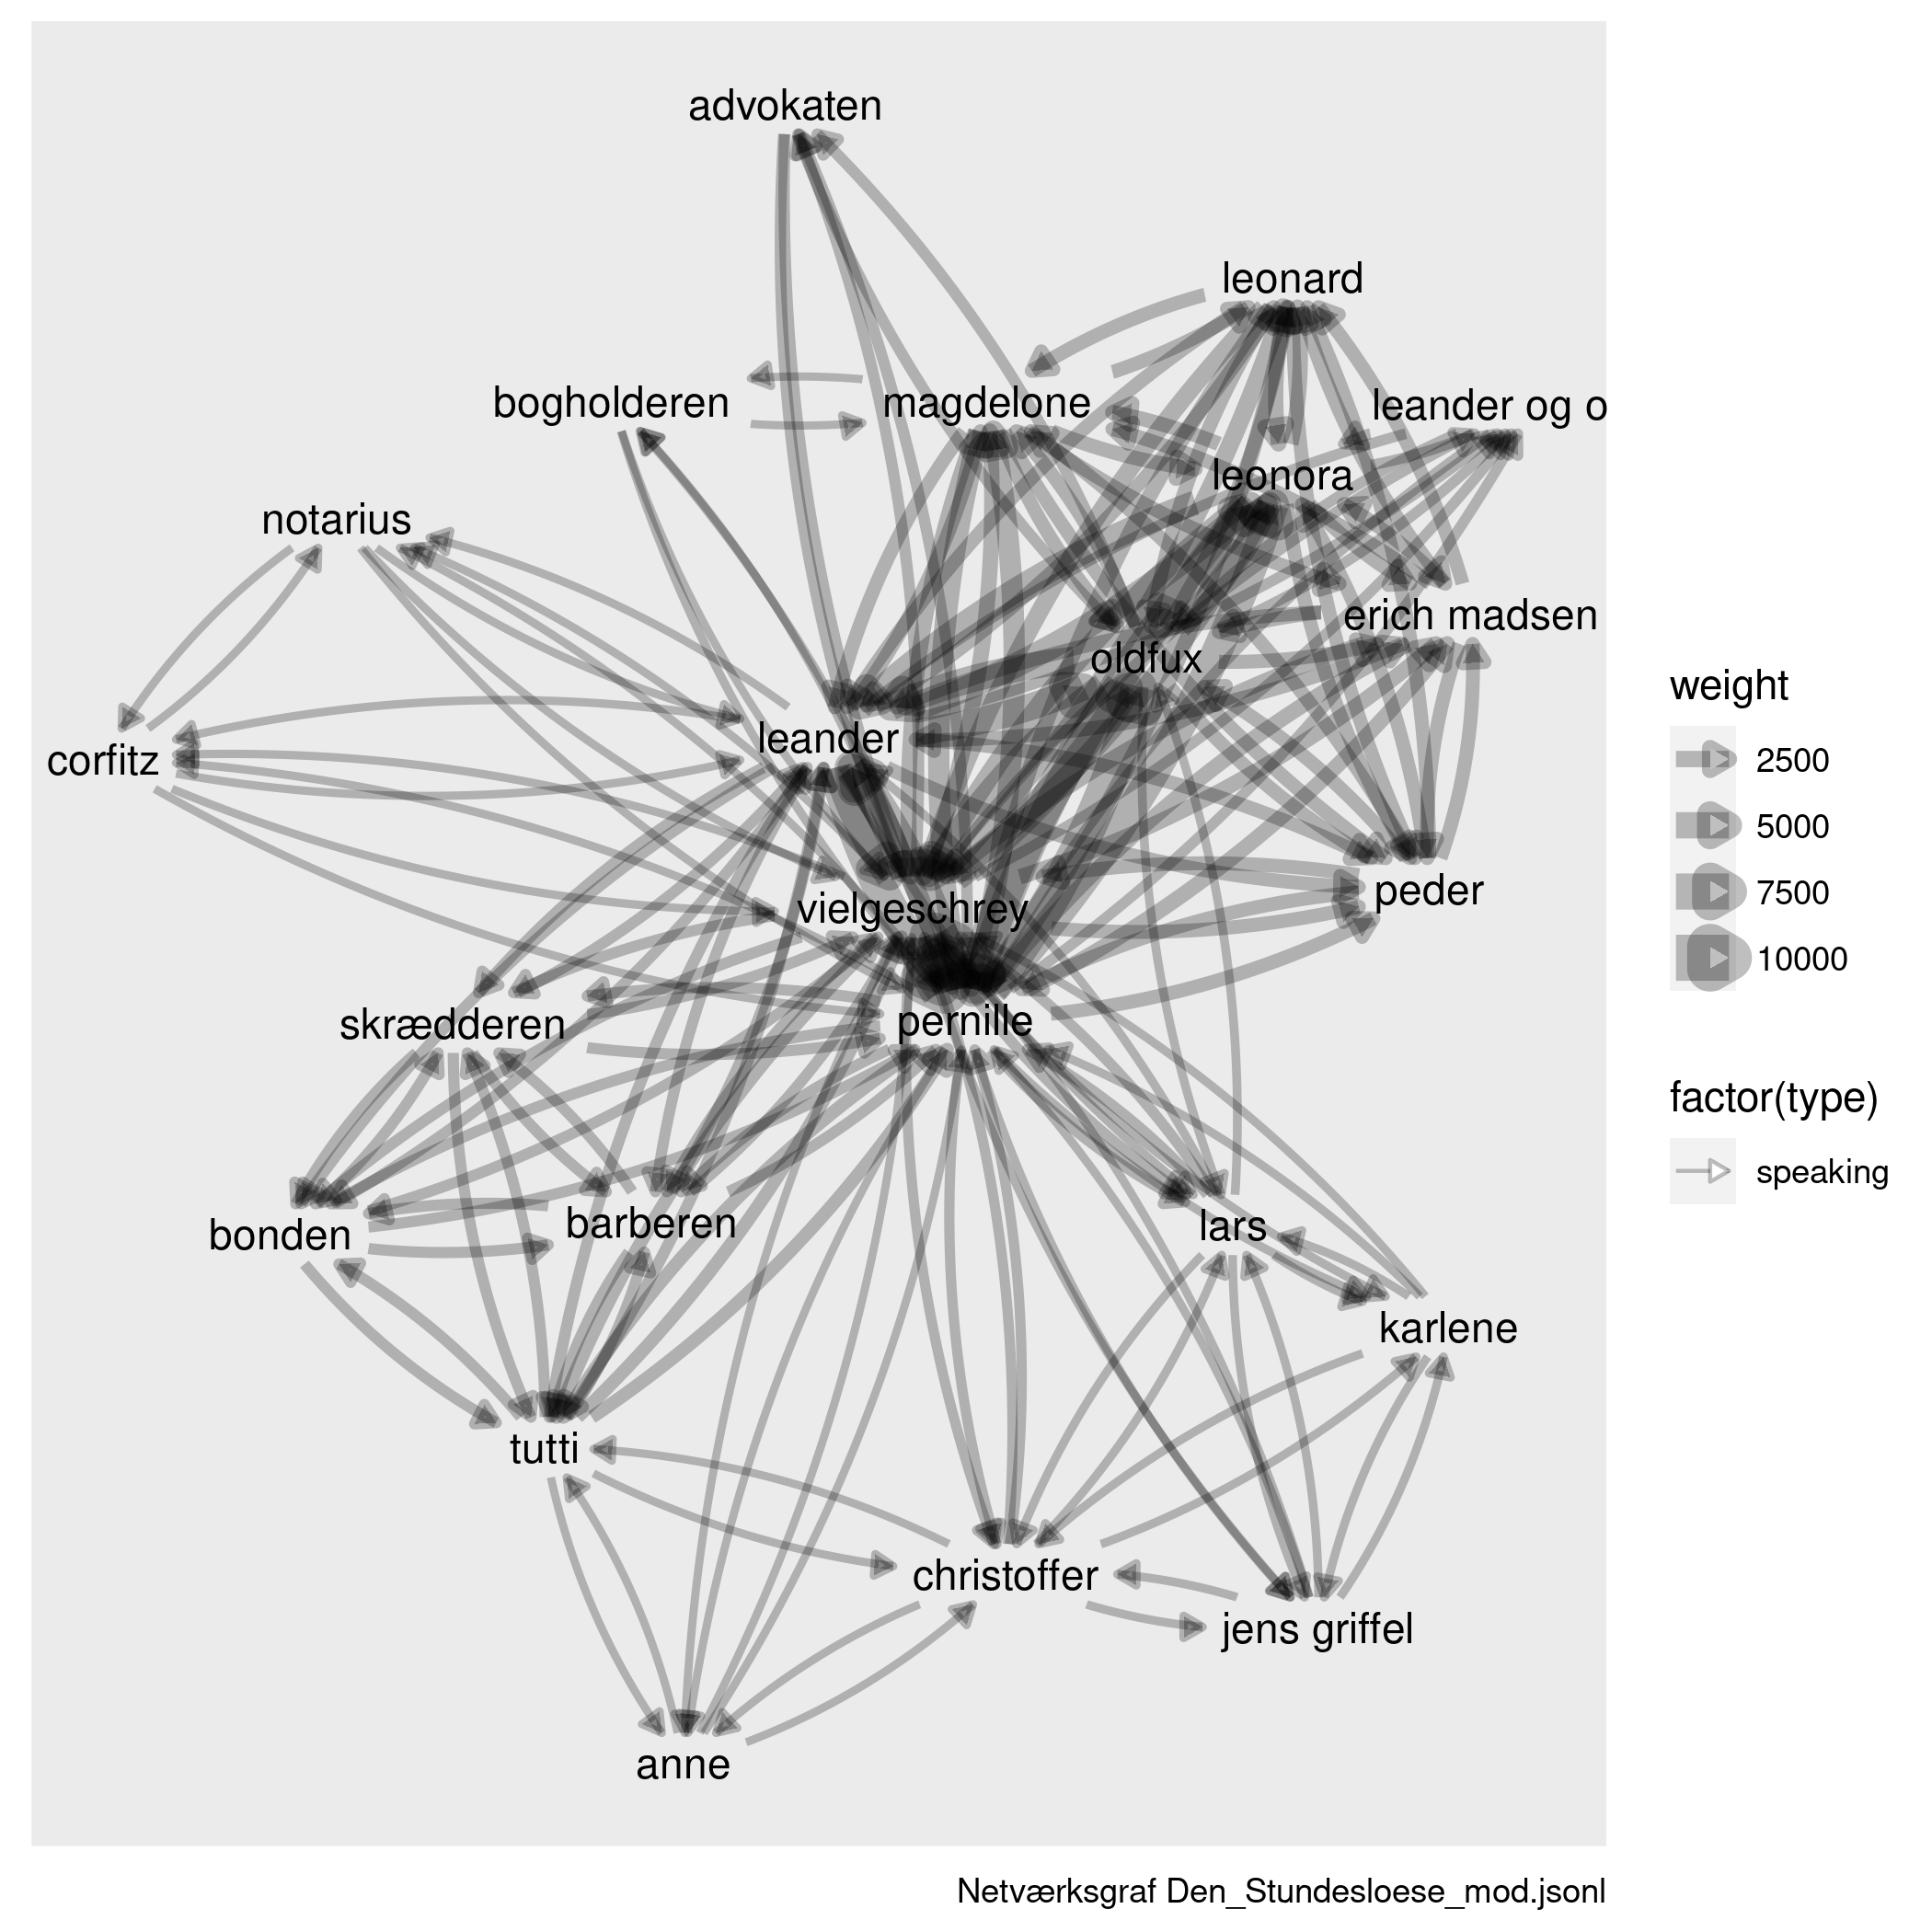 advokaten
leonard
bogholderen
magdelone
leander og o
leonora
notarius
erich madsen
oldfux
leander
corfitz
peder
vielgeschrey
skrædderen
pernille
bonden
barberen
lars
karlene
tutti
christoffer
jens griffel
anne
weight
2500
5000
7500
10000
factor(type)
speaking
Netværksgraf Den_Stundesloese_mod.jsonl